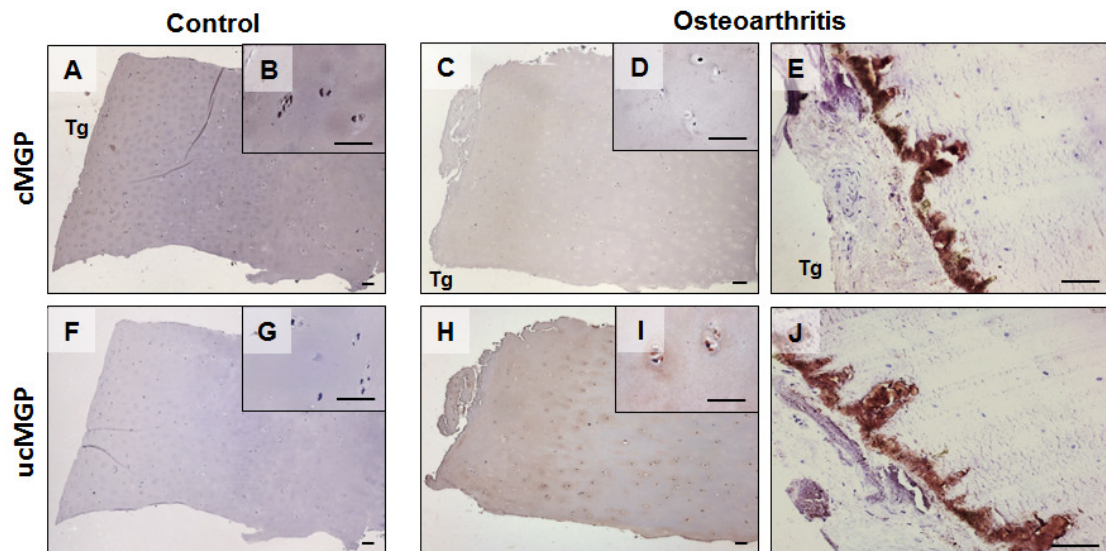 Control
Osteoarthritis
A
B
C
D
E
Tg
Tg
Tg
cMGP
F
G
H
I
J
ucMGP